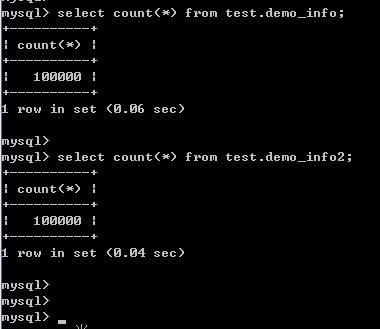 mysql>
mysql> select count(*) from test.demo_info;
+----------+
¦ count(*) ¦
+----------+
¦   100000 ¦
+----------+
1 row in set (0.06 sec)
mysql>
mysql> select count(*) from test.demo_info2;
+----------+
¦ count(*) ¦
+----------+
¦   100000 ¦
+----------+
1 row in set (0.04 sec)
mysql>
mysql>
mysql> _